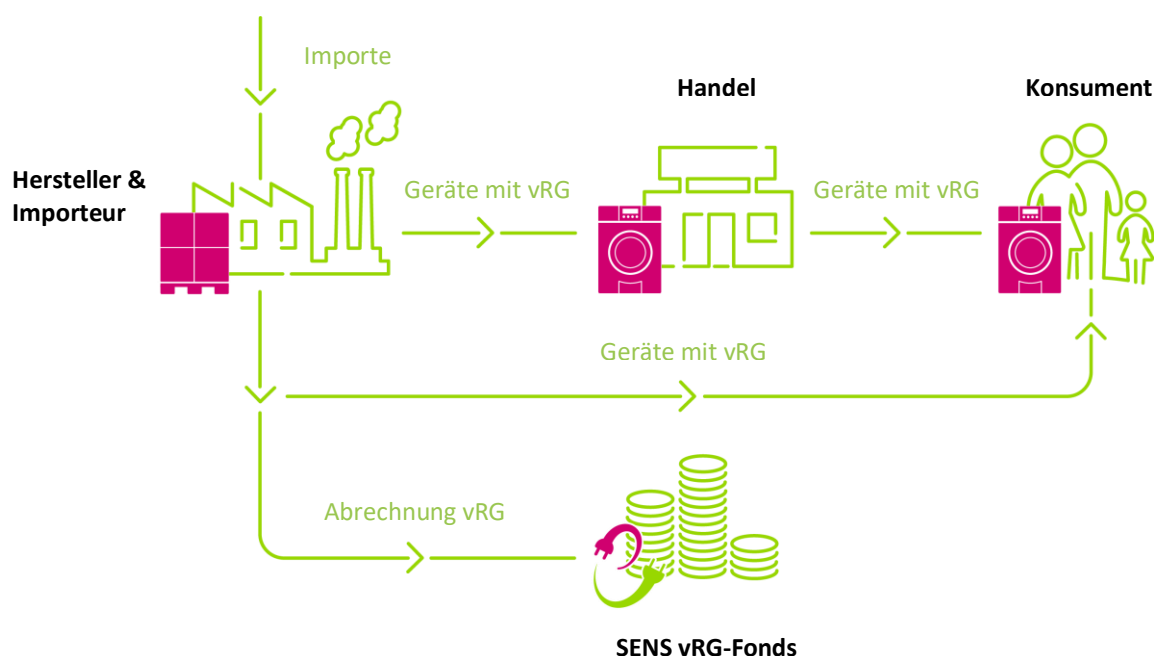 Importe
Handel
Konsument
Hersteller &
Importeur
Geräte mit vRG
Geräte mit vRG
Geräte mit vRG
Abrechnung vRG
SENS vRG-Fonds